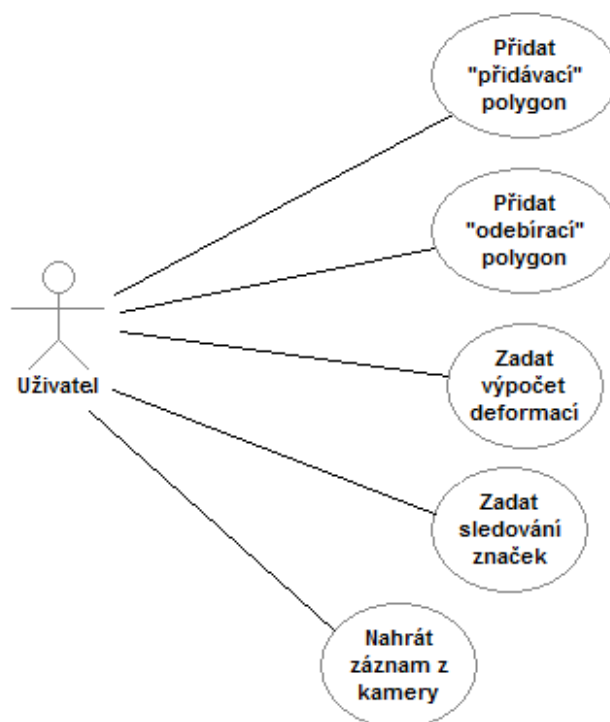 Přidat
"přidávací"
polygon
Přidat
"odebírací"
polygon
Uživatel
Zadat
výpočet
deformací
Zadat
sledování
značek
Nahrát
záznam z
kamery